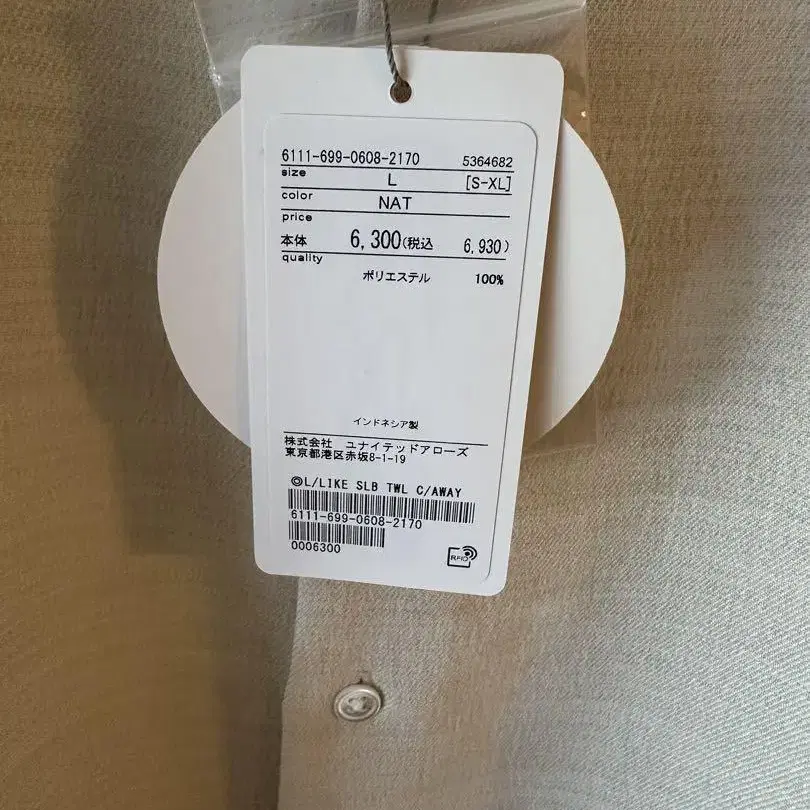 6111-699-0608-2170 5364682
size L [S-XL]
color NAT
price
本体 6,300(税込 6,930)
quality
ポリエステル 100%
インドネシア製
株式会社 ユナイテッドアローズ
東京都港区赤坂8-1-19
◎L/LIKE SLB TWL C/AWAY
6111-699-0608-2170
0006300
RFID